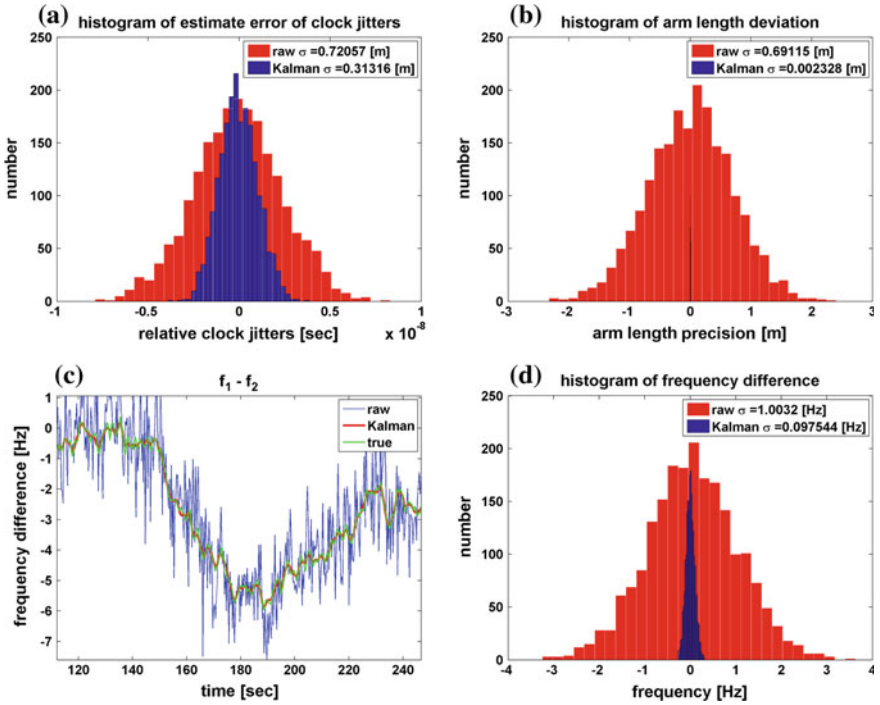 (a) histogram of estimate error of clock jitters
250
200
150
100
50
0
number
raw σ =0.72057 [m]
Kalman σ =0.31316 [m]
-1 -0.5 0 0.5 1
x 10^-8
relative clock jitters [sec]
(b) histogram of arm length deviation
250
200
150
100
50
0
number
raw σ =0.69115 [m]
Kalman σ =0.002328 [m]
-3 -2 -1 0 1 2 3
arm length precision [m]
(c) f1 - f2
1
0
-1
-2
-3
-4
-5
-6
-7
frequency difference [Hz]
raw
Kalman
true
120 140 160 180 200 220 240
time [sec]
(d) histogram of frequency difference
250
200
150
100
50
0
number
raw σ =1.0032 [Hz]
Kalman σ =0.097544 [Hz]
-4 -3 -2 -1 0 1 2 3 4
frequency [Hz]